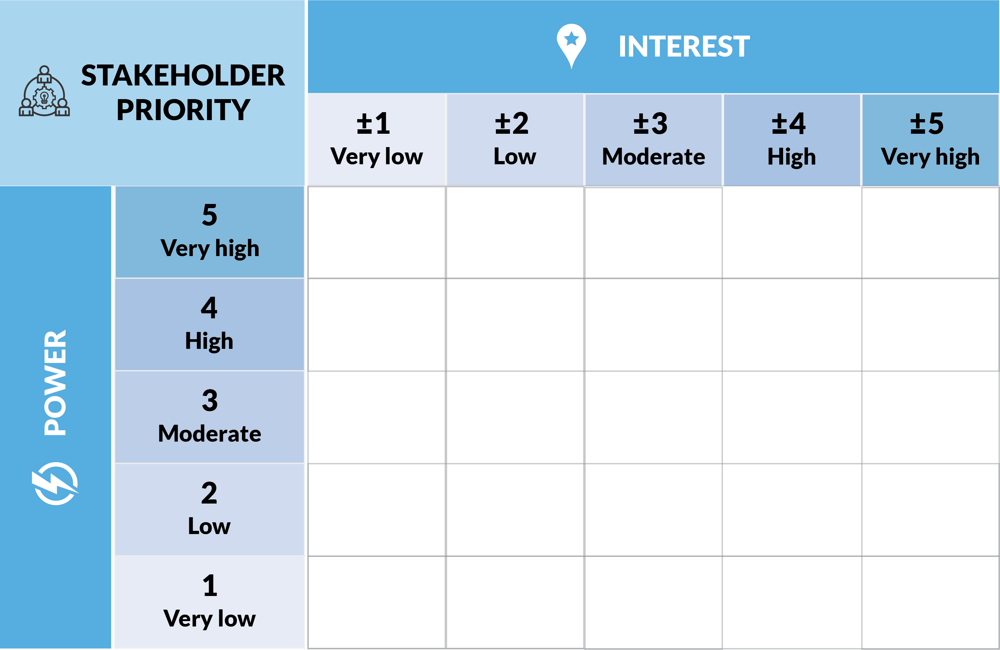 STAKEHOLDER
PRIORITY
INTEREST
±1
Very low
±2
Low
±3
Moderate
±4
High
±5
Very high
POWER
5
Very high
4
High
3
Moderate
2
Low
1
Very low